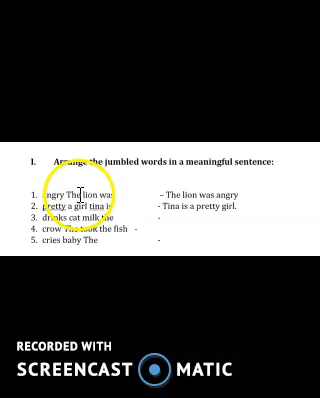 I. Arrange the jumbled words in a meaningful sentence:
1. angry The lion was – The lion was angry
2. pretty a girl tina is - Tina is a pretty girl.
3. drinks cat milk the -
4. crow The took the fish -
5. cries baby The -
RECORDED WITH
SCREENCAST MATIC